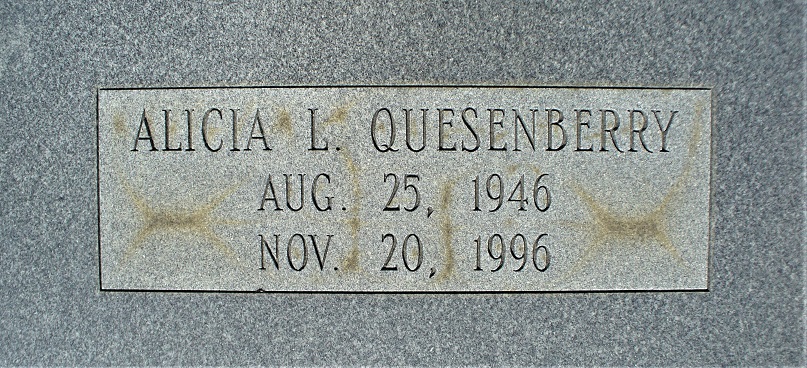 ALICIA L. QUESENBERRY
AUG. 25, 1946
NOV. 20, 1996